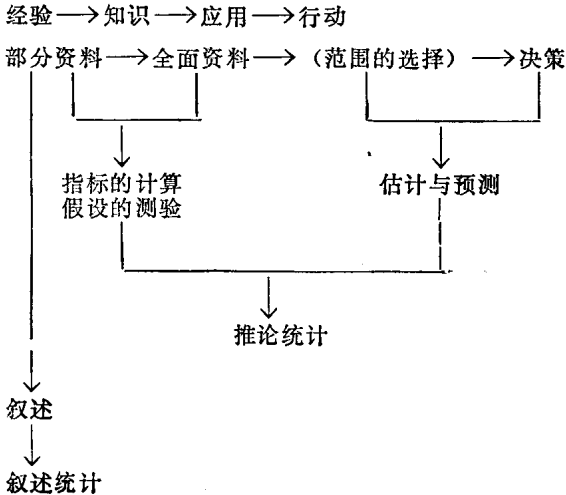 经验→知识→应用→行动
部分资料→全面资料→（范围的选择）→决策
指标的计算 估计与预测
假设的测验
推论统计
叙述
叙述统计